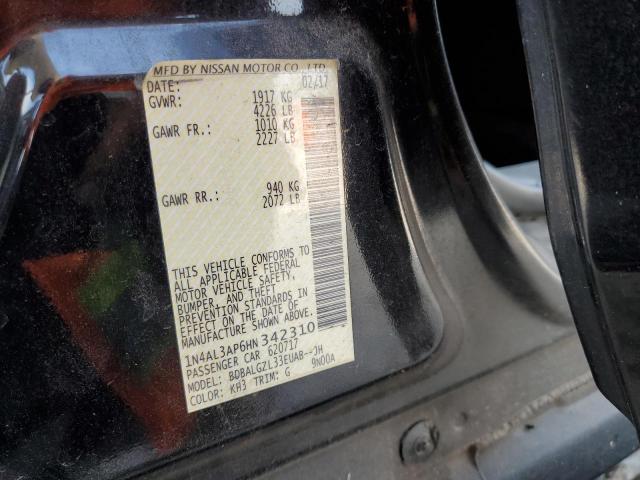 MFD BY NISSAN MOTOR CO., LTD.
DATE: 02/17
GVWR: 1917 KG
4226 LB
GAWR FR.: 1010 KG
2227 LB
GAWR RR.: 940 KG
2072 LB
THIS VEHICLE CONFORMS TO
ALL APPLICABLE FEDERAL
MOTOR VEHICLE SAFETY,
BUMPER, AND THEFT
PREVENTION STANDARDS IN
EFFECT ON THE DATE OF
MANUFACTURE SHOWN ABOVE.
1N4AL3AP6HN 342310
PASSENGER CAR 620717
MODEL: BDBALGZL33EUAB--JH
COLOR: KH3 TRIM: G 9N00A